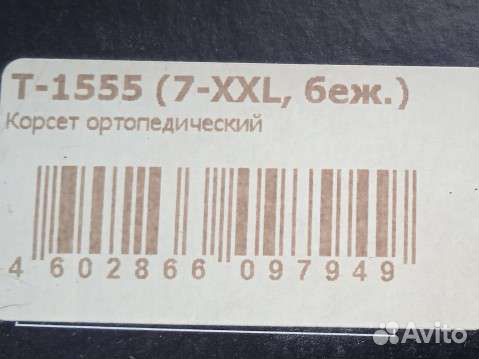 Т-1555 (7-XXL, беж.)
Корсет ортопедический
4 602866 097949
Avito